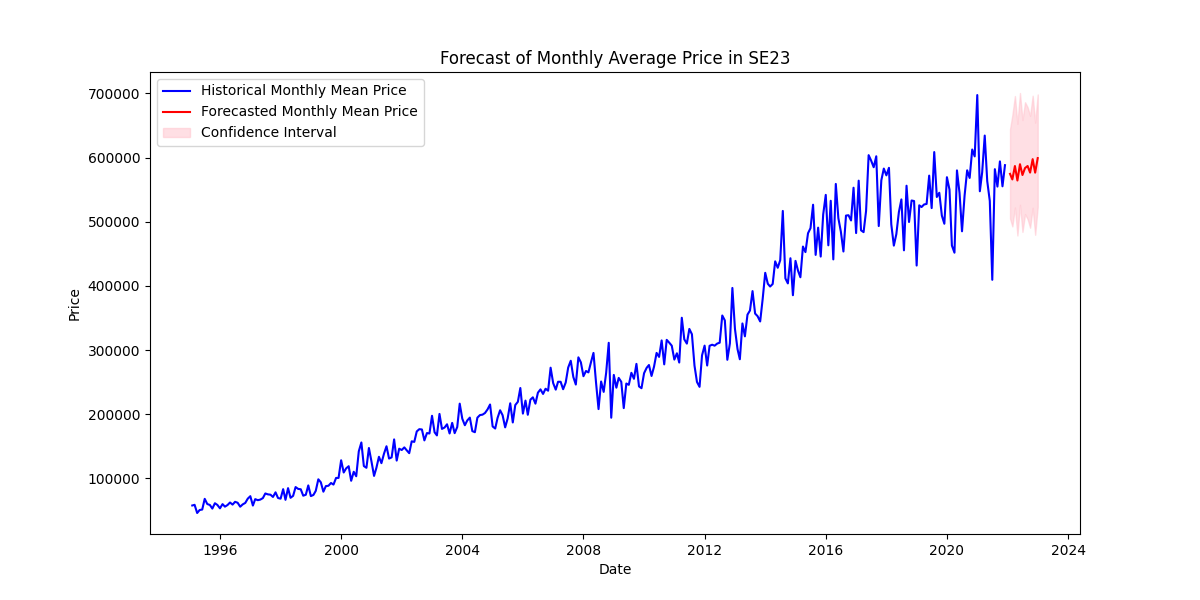 Forecast of Monthly Average Price in SE23
Historical Monthly Mean Price
Forecasted Monthly Mean Price
Confidence Interval
700000
600000
500000
400000
300000
200000
100000
Price
1996 2000 2004 2008 2012 2016 2020 2024
Date